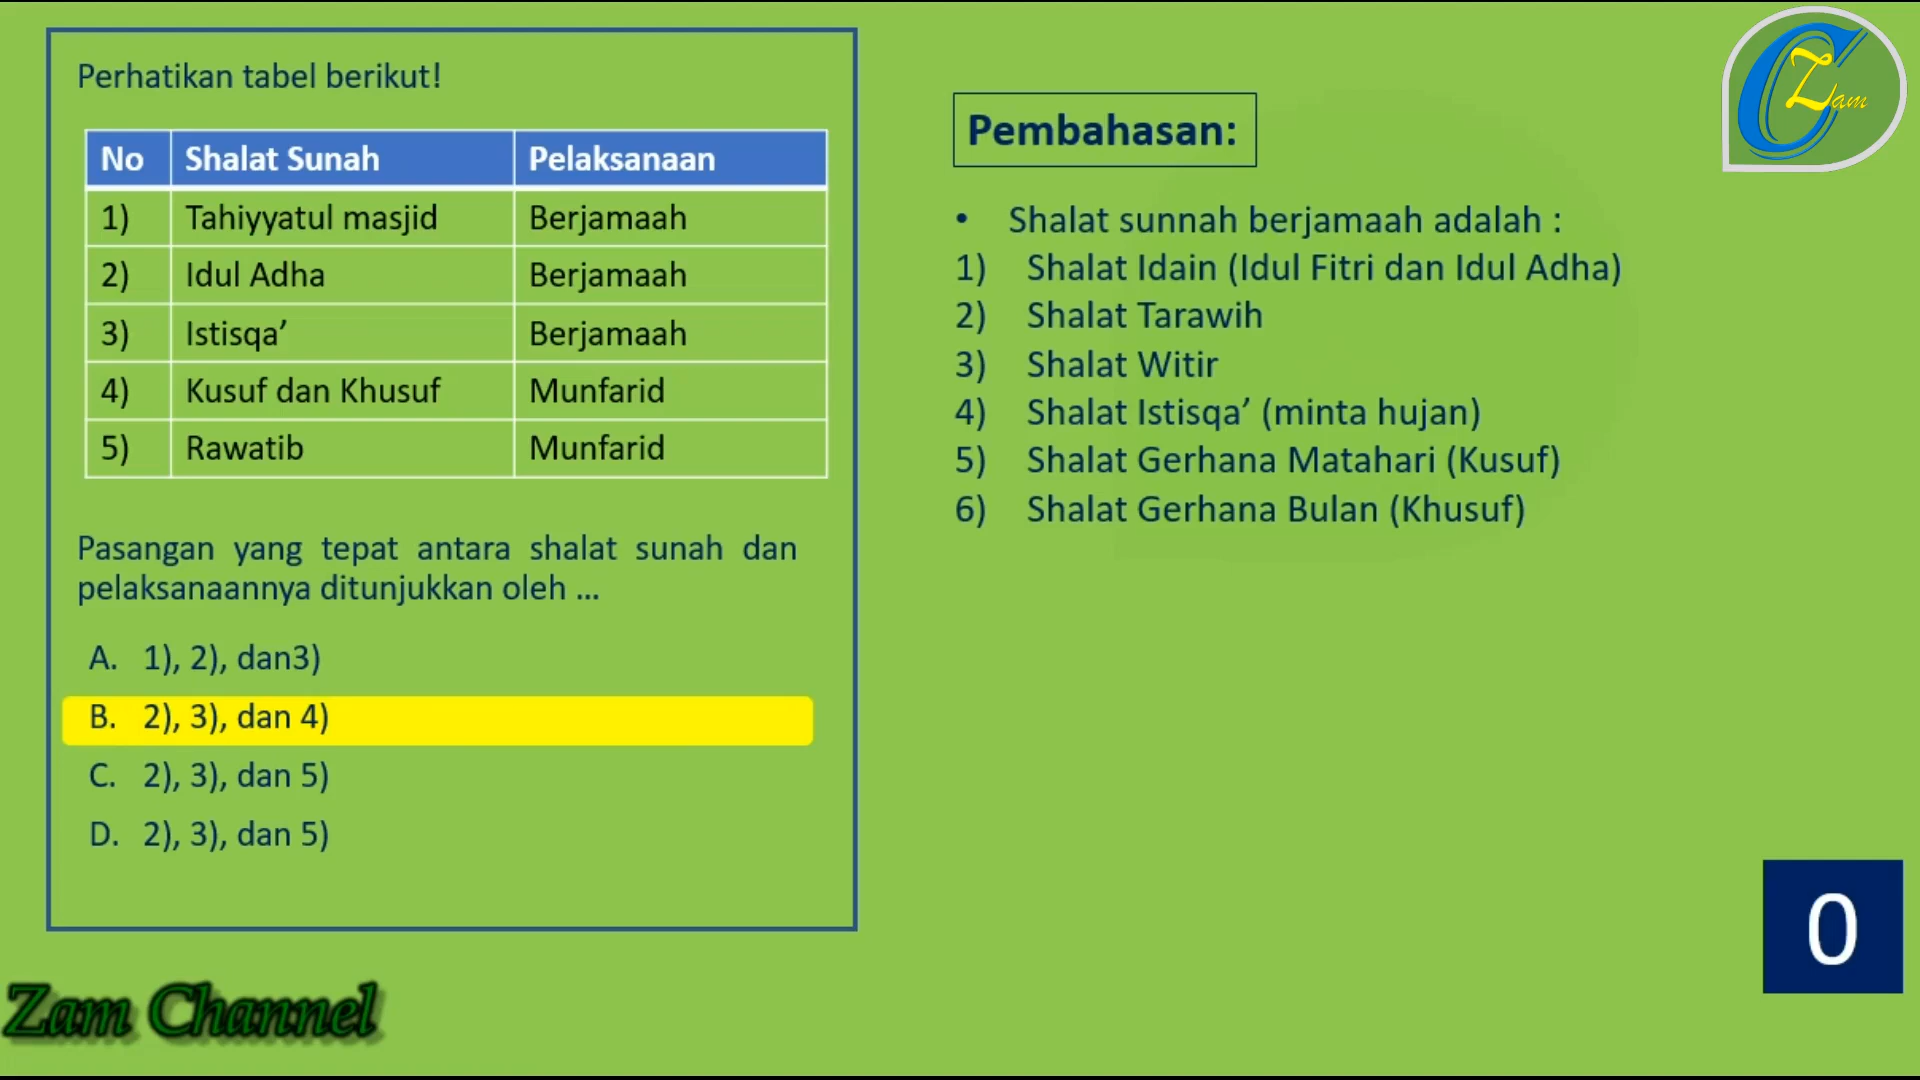 Perhatikan tabel berikut!
No Shalat Sunah Pelaksanaan
1) Tahiyyatul masjid Berjamaah
2) Idul Adha Berjamaah
3) Istisqa’ Berjamaah
4) Kusuf dan Khusuf Munfarid
5) Rawatib Munfarid
Pasangan yang tepat antara shalat sunah dan
pelaksanaannya ditunjukkan oleh ...
A. 1), 2), dan3)
B. 2), 3), dan 4)
C. 2), 3), dan 5)
D. 2), 3), dan 5)
Pembahasan:
• Shalat sunnah berjamaah adalah :
1) Shalat Idain (Idul Fitri dan Idul Adha)
2) Shalat Tarawih
3) Shalat Witir
4) Shalat Istisqa’ (minta hujan)
5) Shalat Gerhana Matahari (Kusuf)
6) Shalat Gerhana Bulan (Khusuf)
C Zam
0
Zam Channel